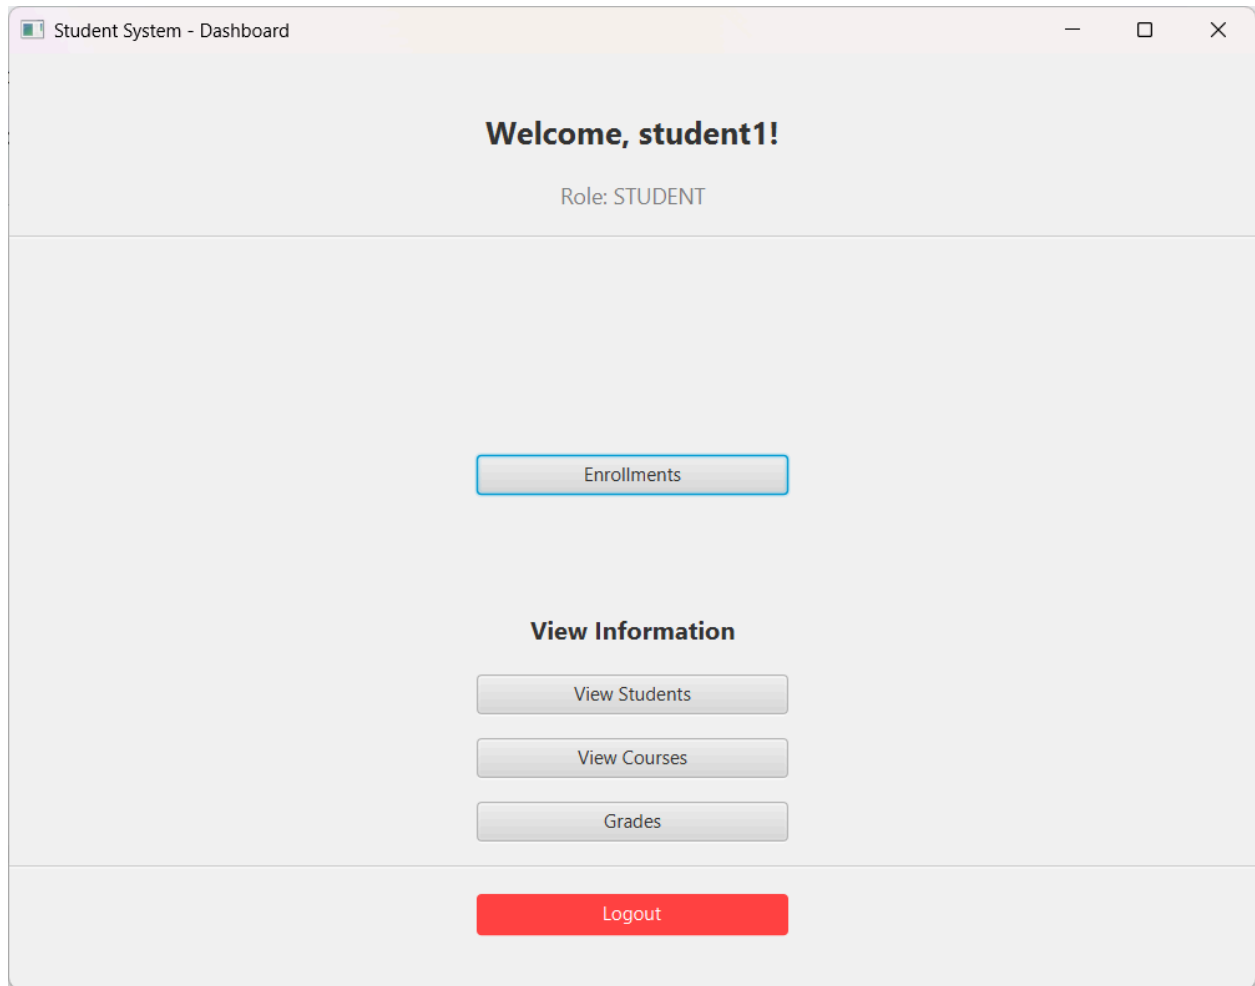 Student System - Dashboard
Welcome, student1!
Role: STUDENT
Enrollments
View Information
View Students
View Courses
Grades
Logout